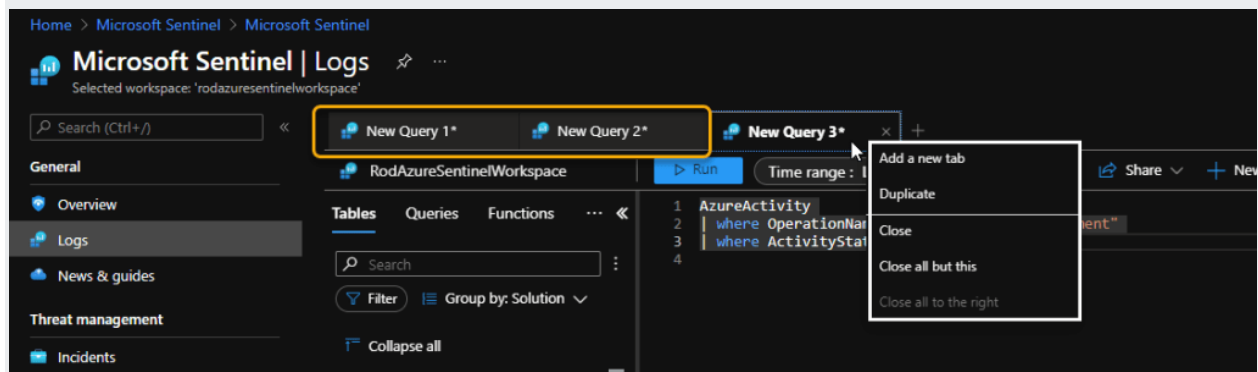 Home > Microsoft Sentinel > Microsoft Sentinel
Microsoft Sentinel | Logs
Selected workspace: 'rodazuresentinelworkspace'
Search (Ctrl+/)
New Query 1*
New Query 2*
New Query 3*
General
Overview
Logs
News & guides
Threat management
Incidents
RodAzureSentinelWorkspace
Run
Time range :
Share
New
Tables Queries Functions
Search
Filter
Group by: Solution
Collapse all
1 AzureActivity
2 | where OperationNa
3 | where ActivityStat
4
ment"
Add a new tab
Duplicate
Close
Close all but this
Close all to the right